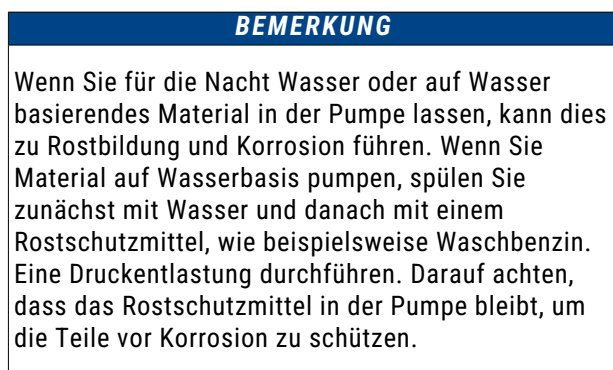 BEMERKUNG
Wenn Sie für die Nacht Wasser oder auf Wasser
basierendes Material in der Pumpe lassen, kann dies
zu Rostbildung und Korrosion führen. Wenn Sie
Material auf Wasserbasis pumpen, spülen Sie
zunächst mit Wasser und danach mit einem
Rostschutzmittel, wie beispielsweise Waschbenzin.
Eine Druckentlastung durchführen. Darauf achten,
dass das Rostschutzmittel in der Pumpe bleibt, um
die Teile vor Korrosion zu schützen.